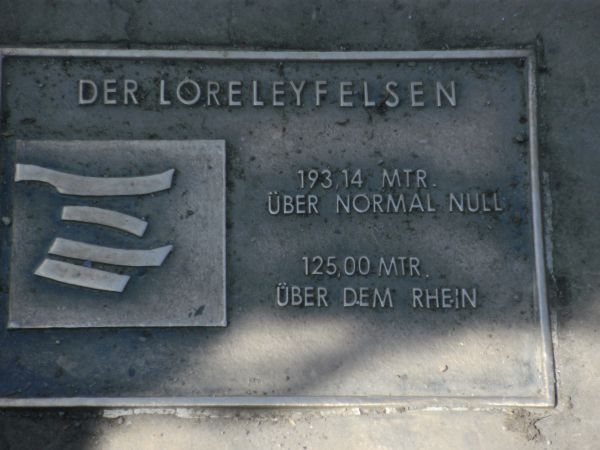 DER LORELEYFELSEN
193,14 MTR.
ÜBER NORMAL NULL
125,00 MTR.
ÜBER DEM RHEIN